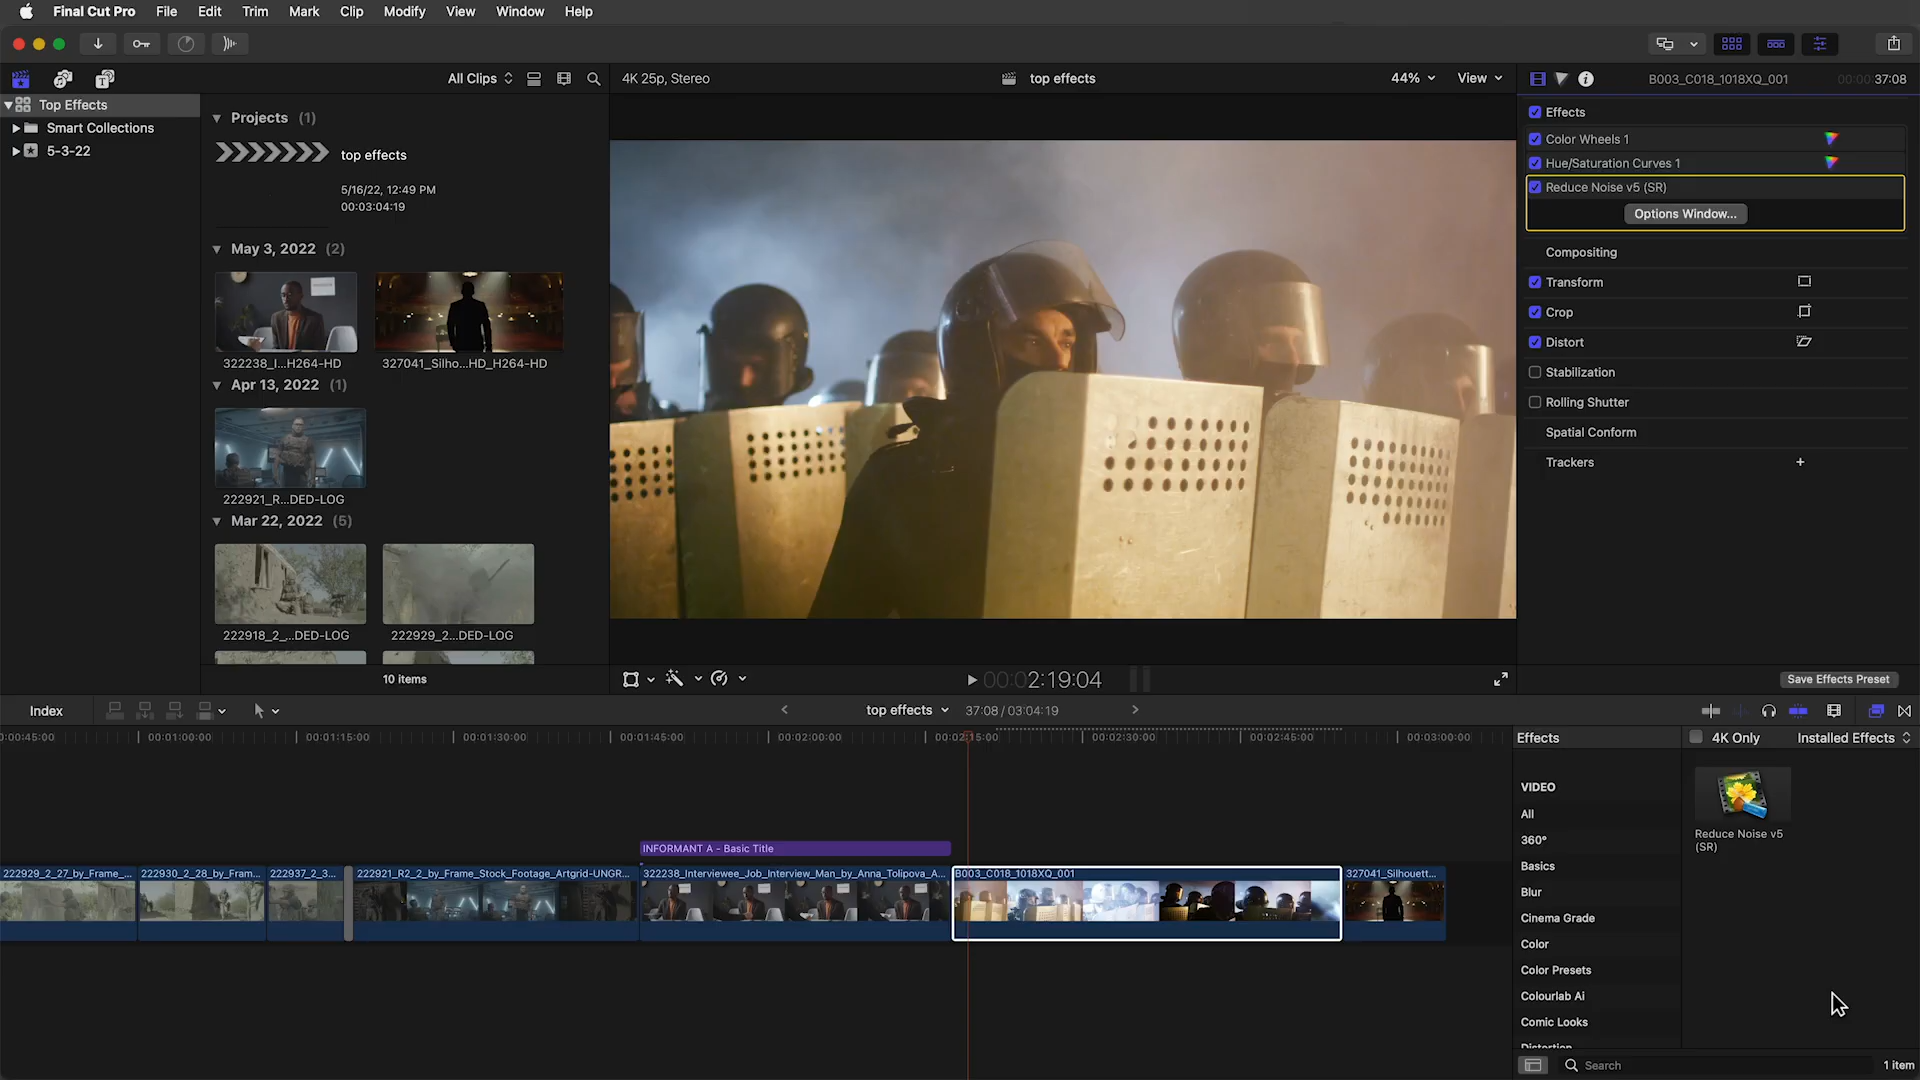 Final Cut Pro File Edit Trim Mark Clip Modify View Window Help
All Clips
4K 25p, Stereo
top effects
44%
View
B003_C018_1018XQ_001
00:00:37:08
Top Effects
Smart Collections
5-3-22
Projects (1)
top effects
5/16/22, 12:49 PM
00:03:04:19
May 3, 2022 (2)
322238_I...H264-HD
327041_Silho...HD_H264-HD
Apr 13, 2022 (1)
222921_R...DED-LOG
Mar 22, 2022 (5)
222918_2_...DED-LOG
222929_2...DED-LOG
10 items
Effects
Color Wheels 1
Hue/Saturation Curves 1
Reduce Noise v5 (SR)
Options Window...
Compositing
Transform
Crop
Distort
Stabilization
Rolling Shutter
Spatial Conform
Trackers
Save Effects Preset
00:02:19:04
Index
top effects
37:08 / 03:04:19
0:00:45:00
00:01:00:00
00:01:15:00
00:01:30:00
00:01:45:00
00:02:00:00
00:02:15:00
00:02:30:00
00:02:45:00
00:03:00:00
INFORMANT A - Basic Title
222929_2_27_by_Frame_...
222930_2_28_by_Fram...
222937_2_3...
222921_R2_2_by_Frame_Stock_Footage_Artgrid-UNGR...
322238_Interviewee_Job_Interview_Man_by_Anna_Tolipova_A...
B003_C018_1018XQ_001
327041_Silhouett...
Effects
4K Only
Installed Effects
VIDEO
All
360°
Basics
Blur
Cinema Grade
Color
Color Presets
Colourlab Ai
Comic Looks
Distortion
Reduce Noise v5
(SR)
Search
1 item